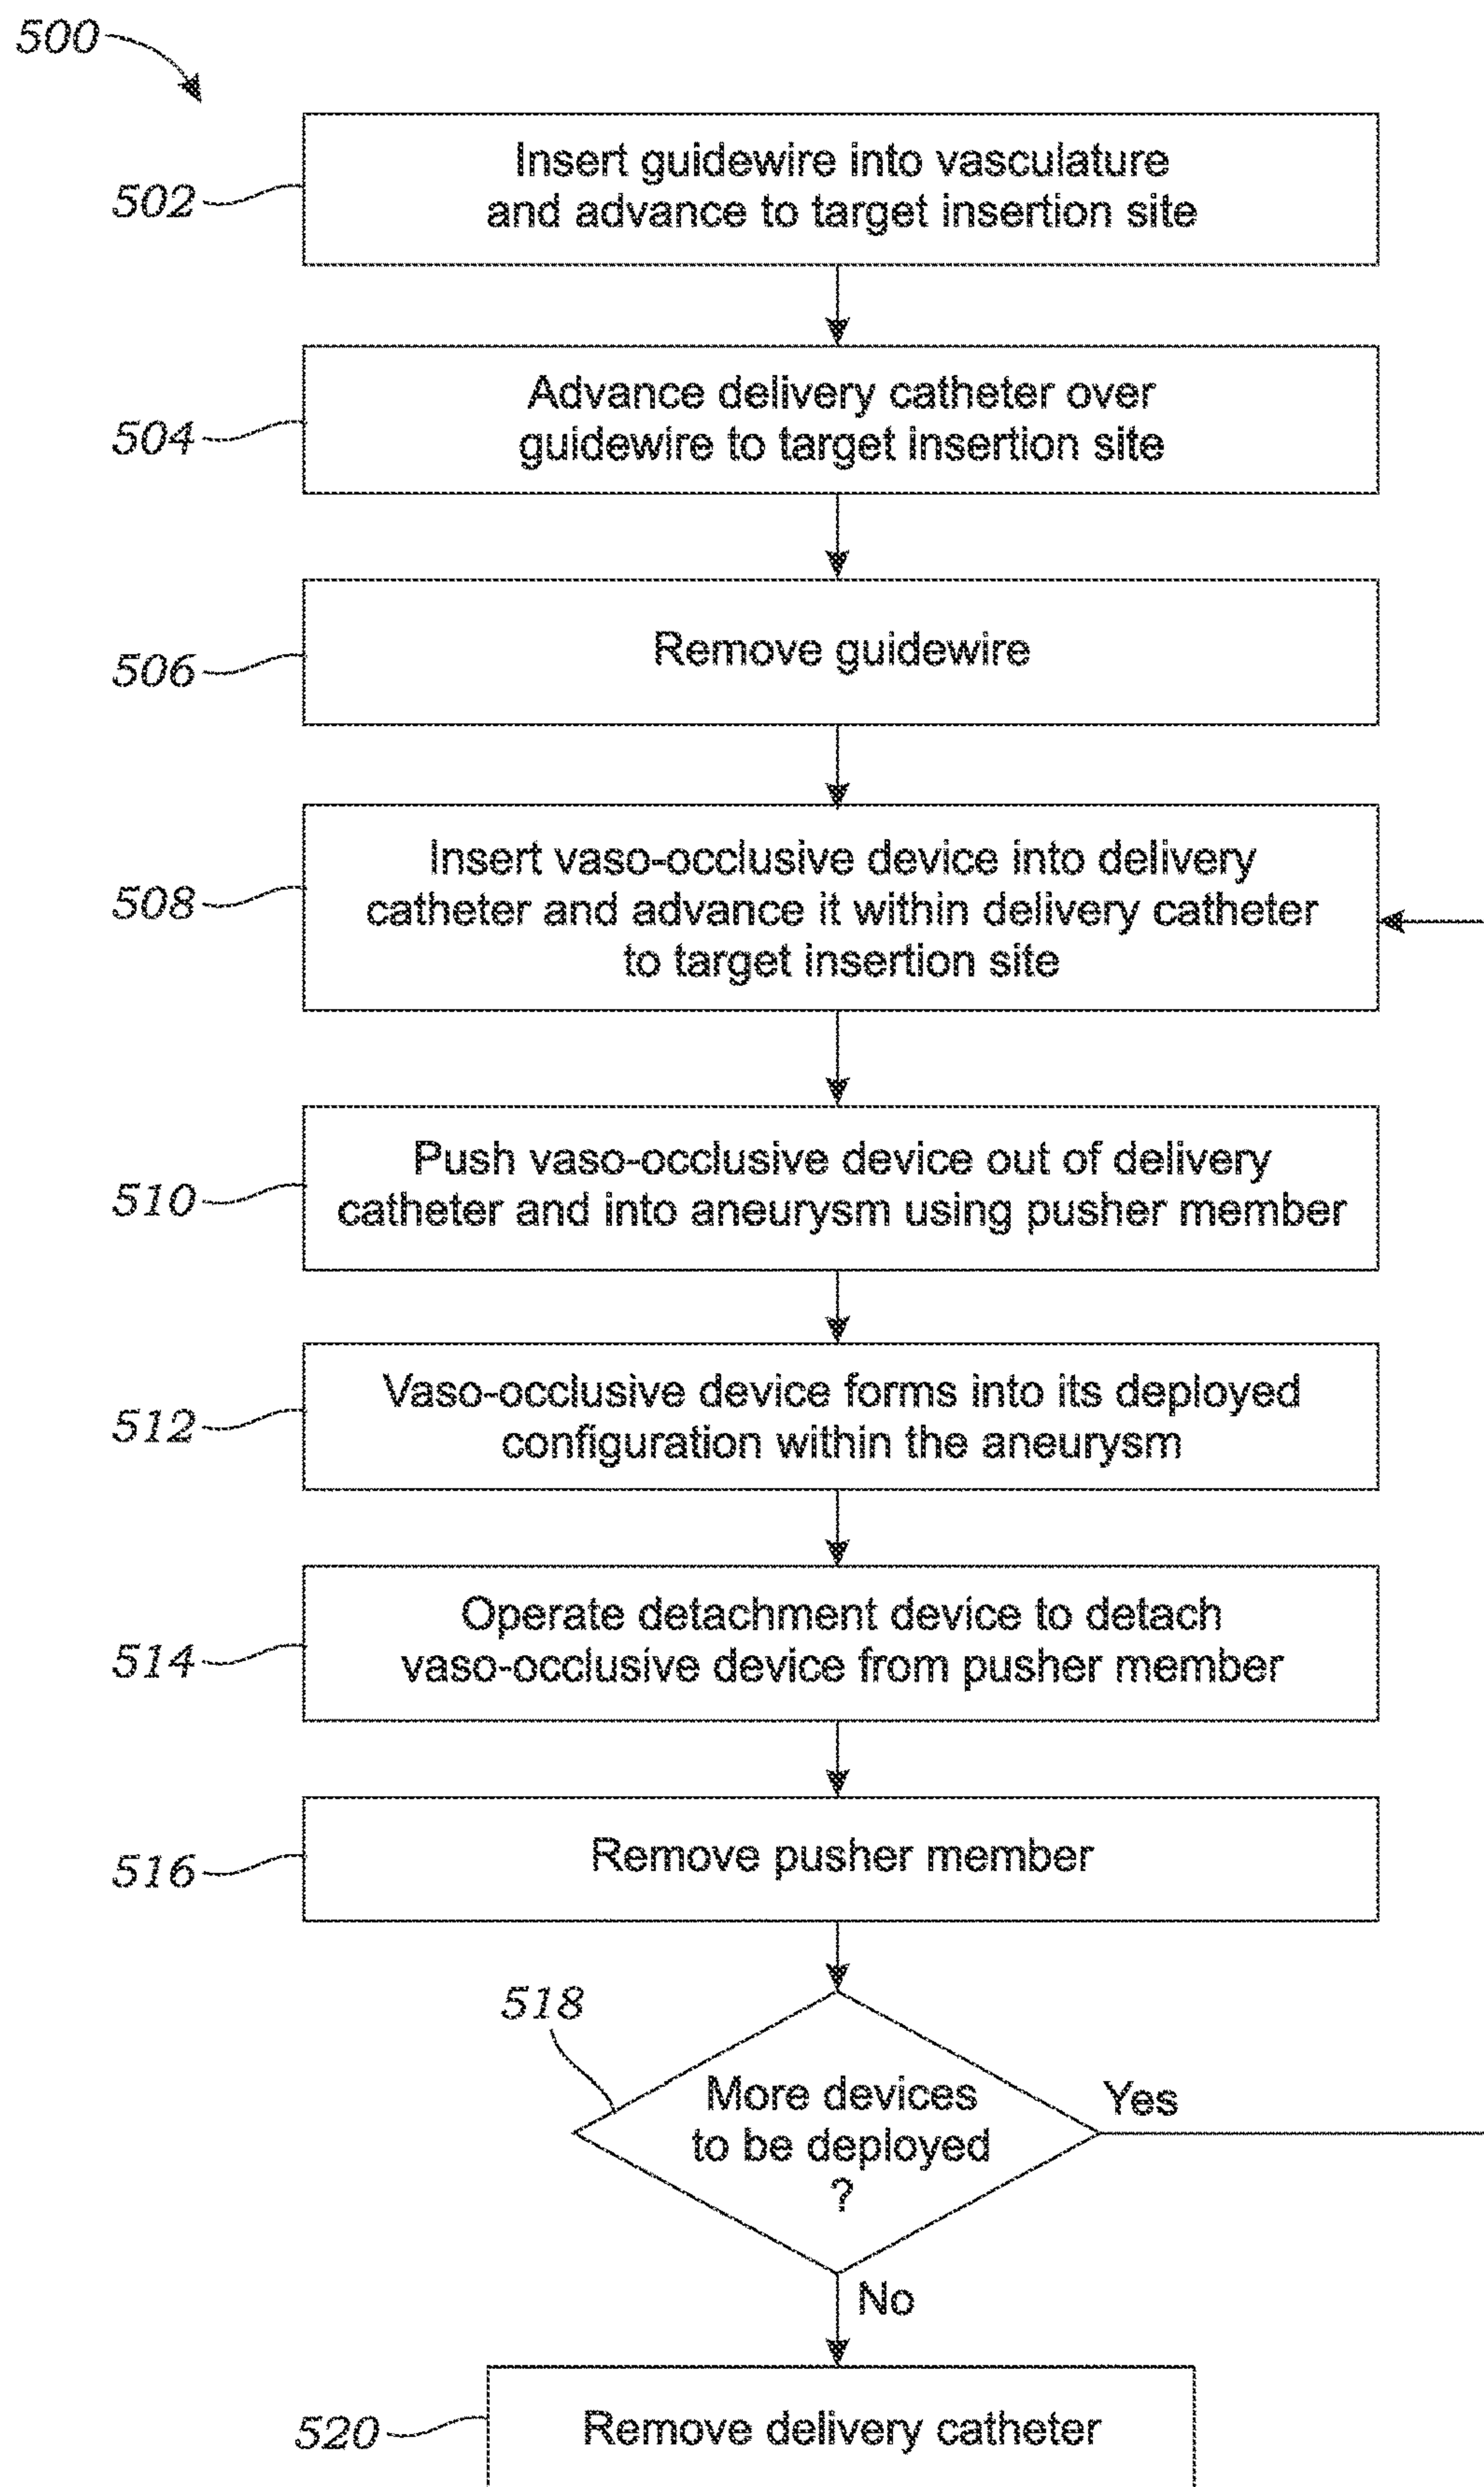 500
502
Insert guidewire into vasculature
and advance to target insertion site
504
Advance delivery catheter over
guidewire to target insertion site
506
Remove guidewire
508
Insert vaso-occlusive device into delivery
catheter and advance it within delivery catheter
to target insertion site
510
Push vaso-occlusive device out of delivery
catheter and into aneurysm using pusher member
512
Vaso-occlusive device forms into its deployed
configuration within the aneurysm
514
Operate detachment device to detach
vaso-occlusive device from pusher member
516
Remove pusher member
518
More devices
to be deployed
?
Yes
No
520
Remove delivery catheter